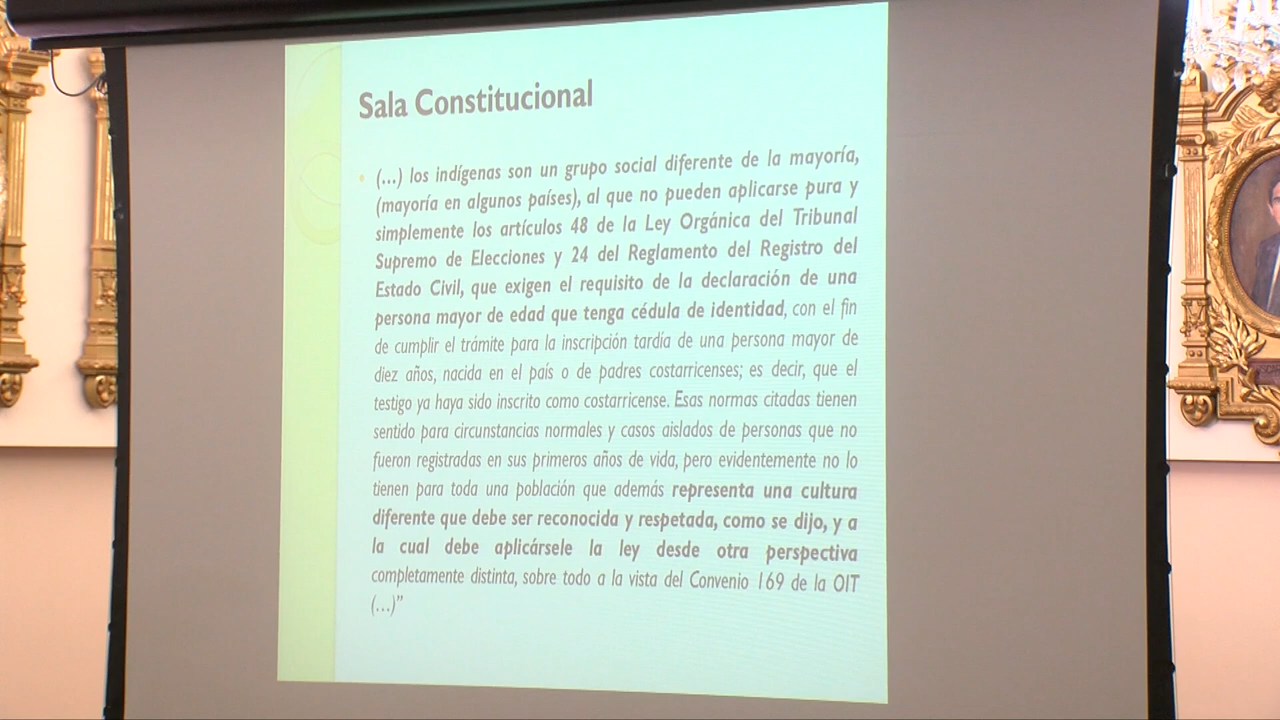 Sala Constitucional
(...) los indígenas son un grupo social diferente de la mayoría,
(mayoría en algunos países), al que no pueden aplicarse pura y
simplemente los artículos 48 de la Ley Orgánica del Tribunal
Supremo de Elecciones y 24 del Reglamento del Registro del
Estado Civil, que exigen el requisito de la declaración de una
persona mayor de edad que tenga cédula de identidad, con el fin
de cumplir el trámite para la inscripción tardía de una persona mayor de
diez años, nacida en el país o de padres costarricenses; es decir, que el
testigo ya haya sido inscrito como costarricense. Esas normas citadas tienen
sentido para circunstancias normales y casos aislados de personas que no
fueron registradas en sus primeros años de vida, pero evidentemente no lo
tienen para toda una población que además representa una cultura
diferente que debe ser reconocida y respetada, como se dijo, y a
la cual debe aplicársele la ley desde otra perspectiva
completamente distinta, sobre todo a la vista del Convenio 169 de la OIT
(...)”